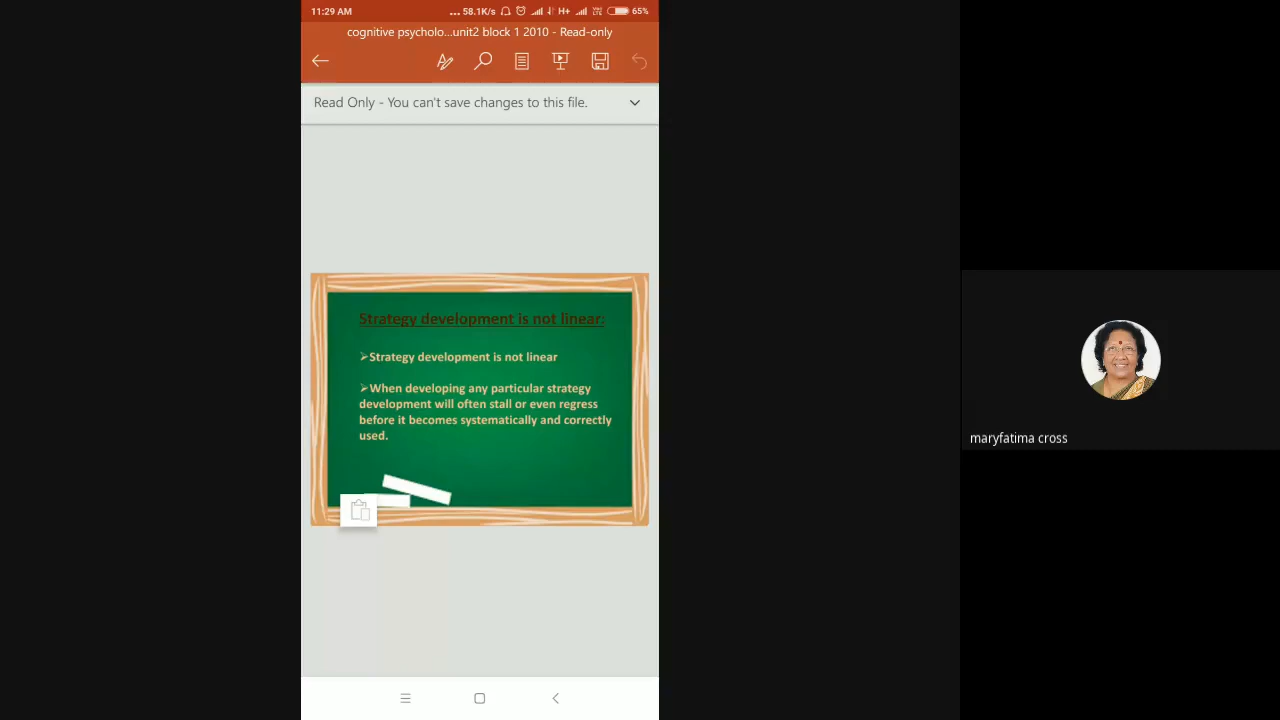 11:29 AM ... 58.1K/s H+ VoLTE 65%
cognitive psycholo...unit2 block 1 2010 - Read-only
Read Only - You can't save changes to this file.
Strategy development is not linear:
➢Strategy development is not linear
➢When developing any particular strategy
development will often stall or even regress
before it becomes systematically and correctly
used.
maryfatima cross